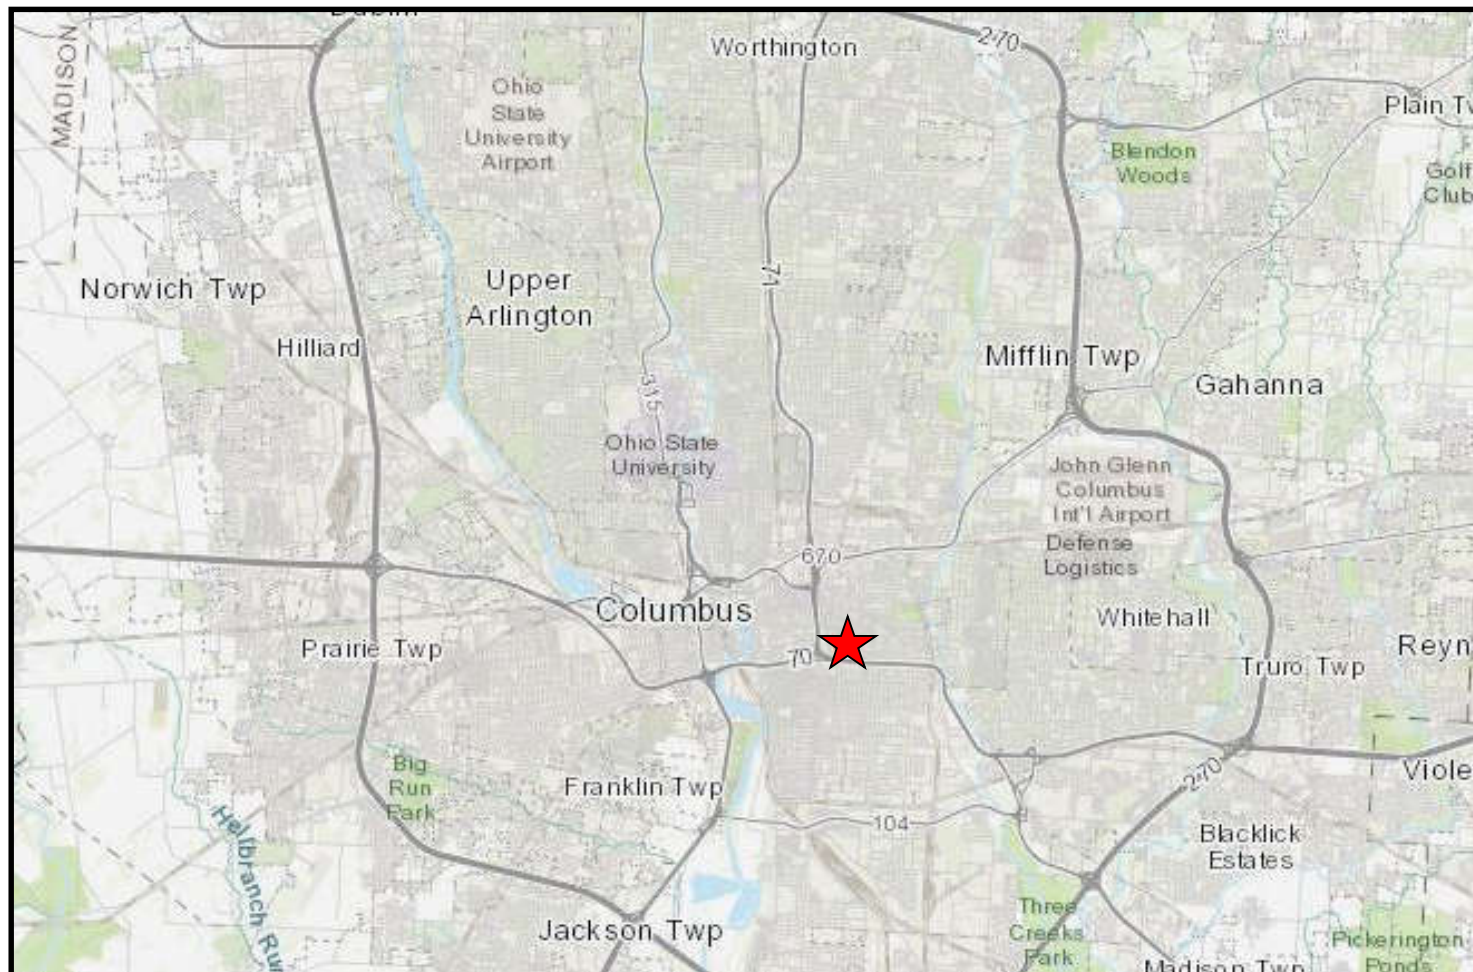 Dublin
Worthington
270
MADISON
Ohio
State
University
Airport
Plain Tw
Blendon
Woods
Golf
Club
Norwich Twp
Upper
Arlington
71
Hilliard
Mifflin Twp
Gahanna
315
Ohio State
University
John Glenn
Columbus
Int'l Airport
Defense
Logistics
670
Columbus
Whitehall
Prairie Twp
70
Reyn
Truro Twp
Big
Run
Park
Franklin Twp
270
Viole
104
Blacklick
Estates
Hellbranch Run
Three
Creeks
Park
Jackson Twp
Pickerington
Ponds
Madison Twp